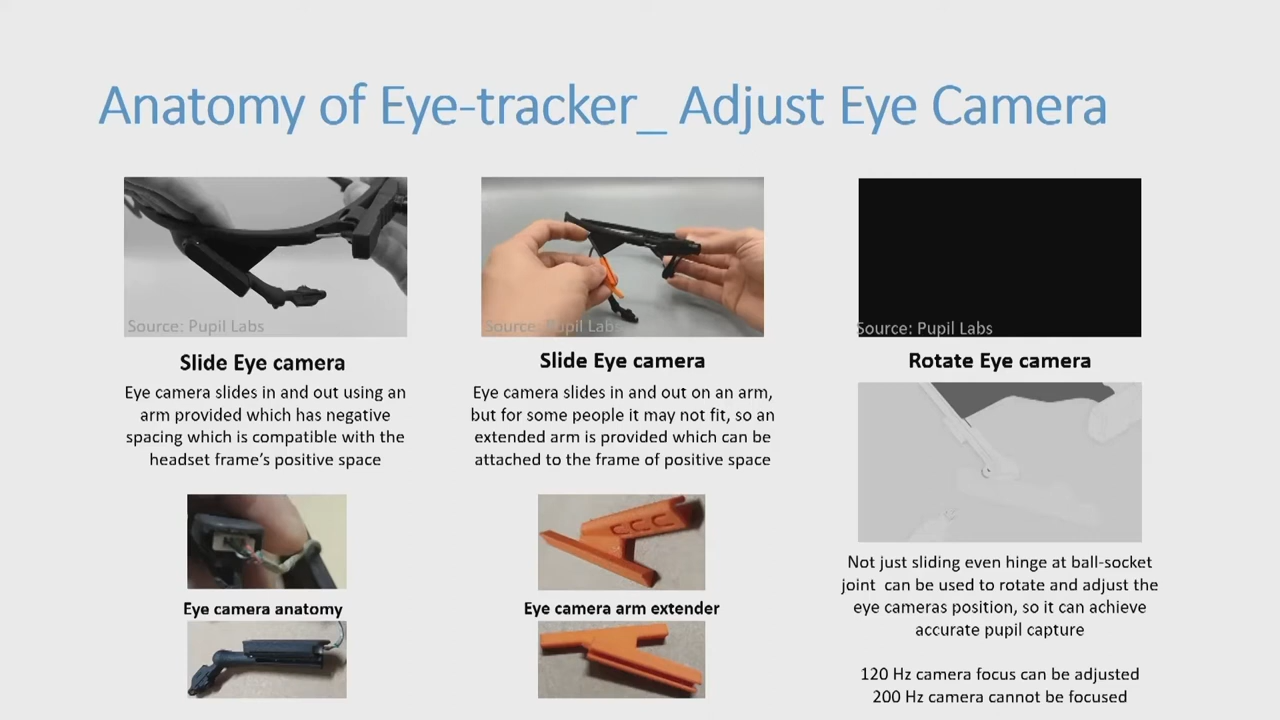 Anatomy of Eye-tracker_ Adjust Eye Camera
Source: Pupil Labs
Slide Eye camera
Eye camera slides in and out using an
arm provided which has negative
spacing which is compatible with the
headset frame's positive space
Eye camera anatomy
Source: Pupil Labs
Slide Eye camera
Eye camera slides in and out on an arm,
but for some people it may not fit, so an
extended arm is provided which can be
attached to the frame of positive space
Eye camera arm extender
Source: Pupil Labs
Rotate Eye camera
Not just sliding even hinge at ball-socket
joint can be used to rotate and adjust the
eye cameras position, so it can achieve
accurate pupil capture
120 Hz camera focus can be adjusted
200 Hz camera cannot be focused